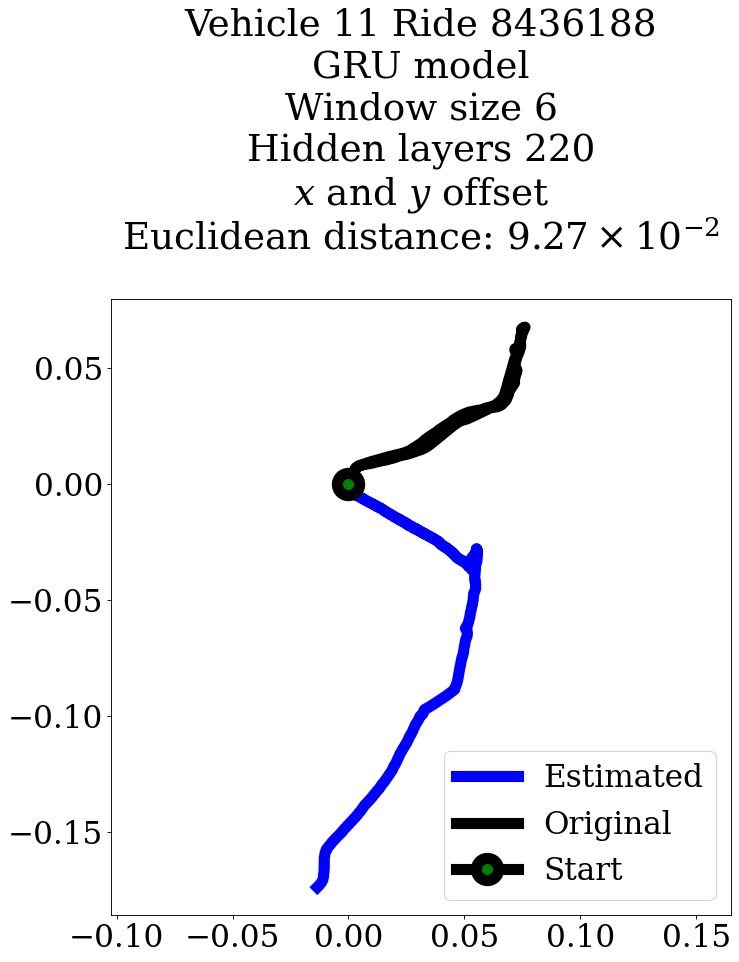 Vehicle 11 Ride 8436188
GRU model
Window size 6
Hidden layers 220
x and y offset
Euclidean distance: 9.27 × 10⁻²
0.05
0.00
−0.05
−0.10
−0.15
Estimated
Original
Start
−0.10 −0.05 0.00 0.05 0.10 0.15